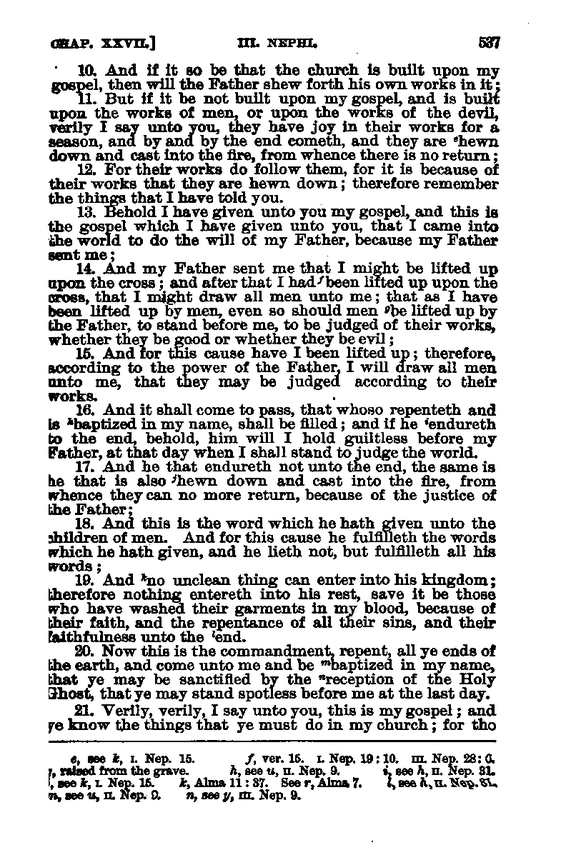 CHAP. XXVII.] III. NEPHI. 537
10. And if it so be that the church is built upon my
gospel, then will the Father shew forth his own works in it;
11. But if it be not built upon my gospel, and is built
upon the works of men, or upon the works of the devil,
verily I say unto you, they have joy in their works for a
season, and by and by the end cometh, and they are ᵉhewn
down and cast into the fire, from whence there is no return;
12. For their works do follow them, for it is because of
their works that they are hewn down; therefore remember
the things that I have told you.
13. Behold I have given unto you my gospel, and this is
the gospel which I have given unto you, that I came into
the world to do the will of my Father, because my Father
sent me;
14. And my Father sent me that I might be lifted up
upon the cross; and after that I had ᶠbeen lifted up upon the
cross, that I might draw all men unto me; that as I have
been lifted up by men, even so should men ᵍbe lifted up by
the Father, to stand before me, to be judged of their works,
whether they be good or whether they be evil;
15. And for this cause have I been lifted up; therefore,
according to the power of the Father, I will draw all men
unto me, that they may be judged according to their
works.
16. And it shall come to pass, that whoso repenteth and
is ʰbaptized in my name, shall be filled; and if he ⁱendureth
to the end, behold, him will I hold guiltless before my
Father, at that day when I shall stand to judge the world.
17. And he that endureth not unto the end, the same is
he that is also ʲhewn down and cast into the fire, from
whence they can no more return, because of the justice of
the Father;
18. And this is the word which he hath given unto the
children of men. And for this cause he fulfilleth the words
which he hath given, and he lieth not, but fulfilleth all his
words;
19. And ᵏno unclean thing can enter into his kingdom;
therefore nothing entereth into his rest, save it be those
who have washed their garments in my blood, because of
their faith, and the repentance of all their sins, and their
faithfulness unto the ˡend.
20. Now this is the commandment, repent, all ye ends of
the earth, and come unto me and be ᵐbaptized in my name,
that ye may be sanctified by the ⁿreception of the Holy
Ghost, that ye may stand spotless before me at the last day.
21. Verily, verily, I say unto you, this is my gospel; and
ye know the things that ye must do in my church; for the
e, see k, I. Nep. 15. f, ver. 15. I. Nep. 19:10. III. Nep. 28:6.
g, raised from the grave. h, see u, II. Nep. 9. i, see h, II. Nep. 31.
j, see k, I. Nep. 15. k, Alma 11:37. See r, Alma 7. l, see h, II. Nep. 31.
m, see u, II. Nep. 9. n, see y, III. Nep. 9.